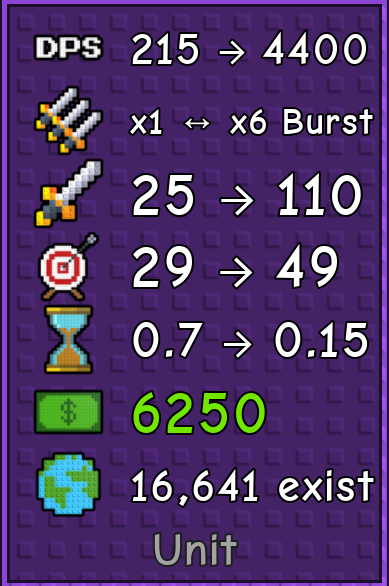 DPS 215 → 4400
x1 ↔ x6 Burst
25 → 110
29 → 49
0.7 → 0.15
$ 6250
16,641 exist
Unit